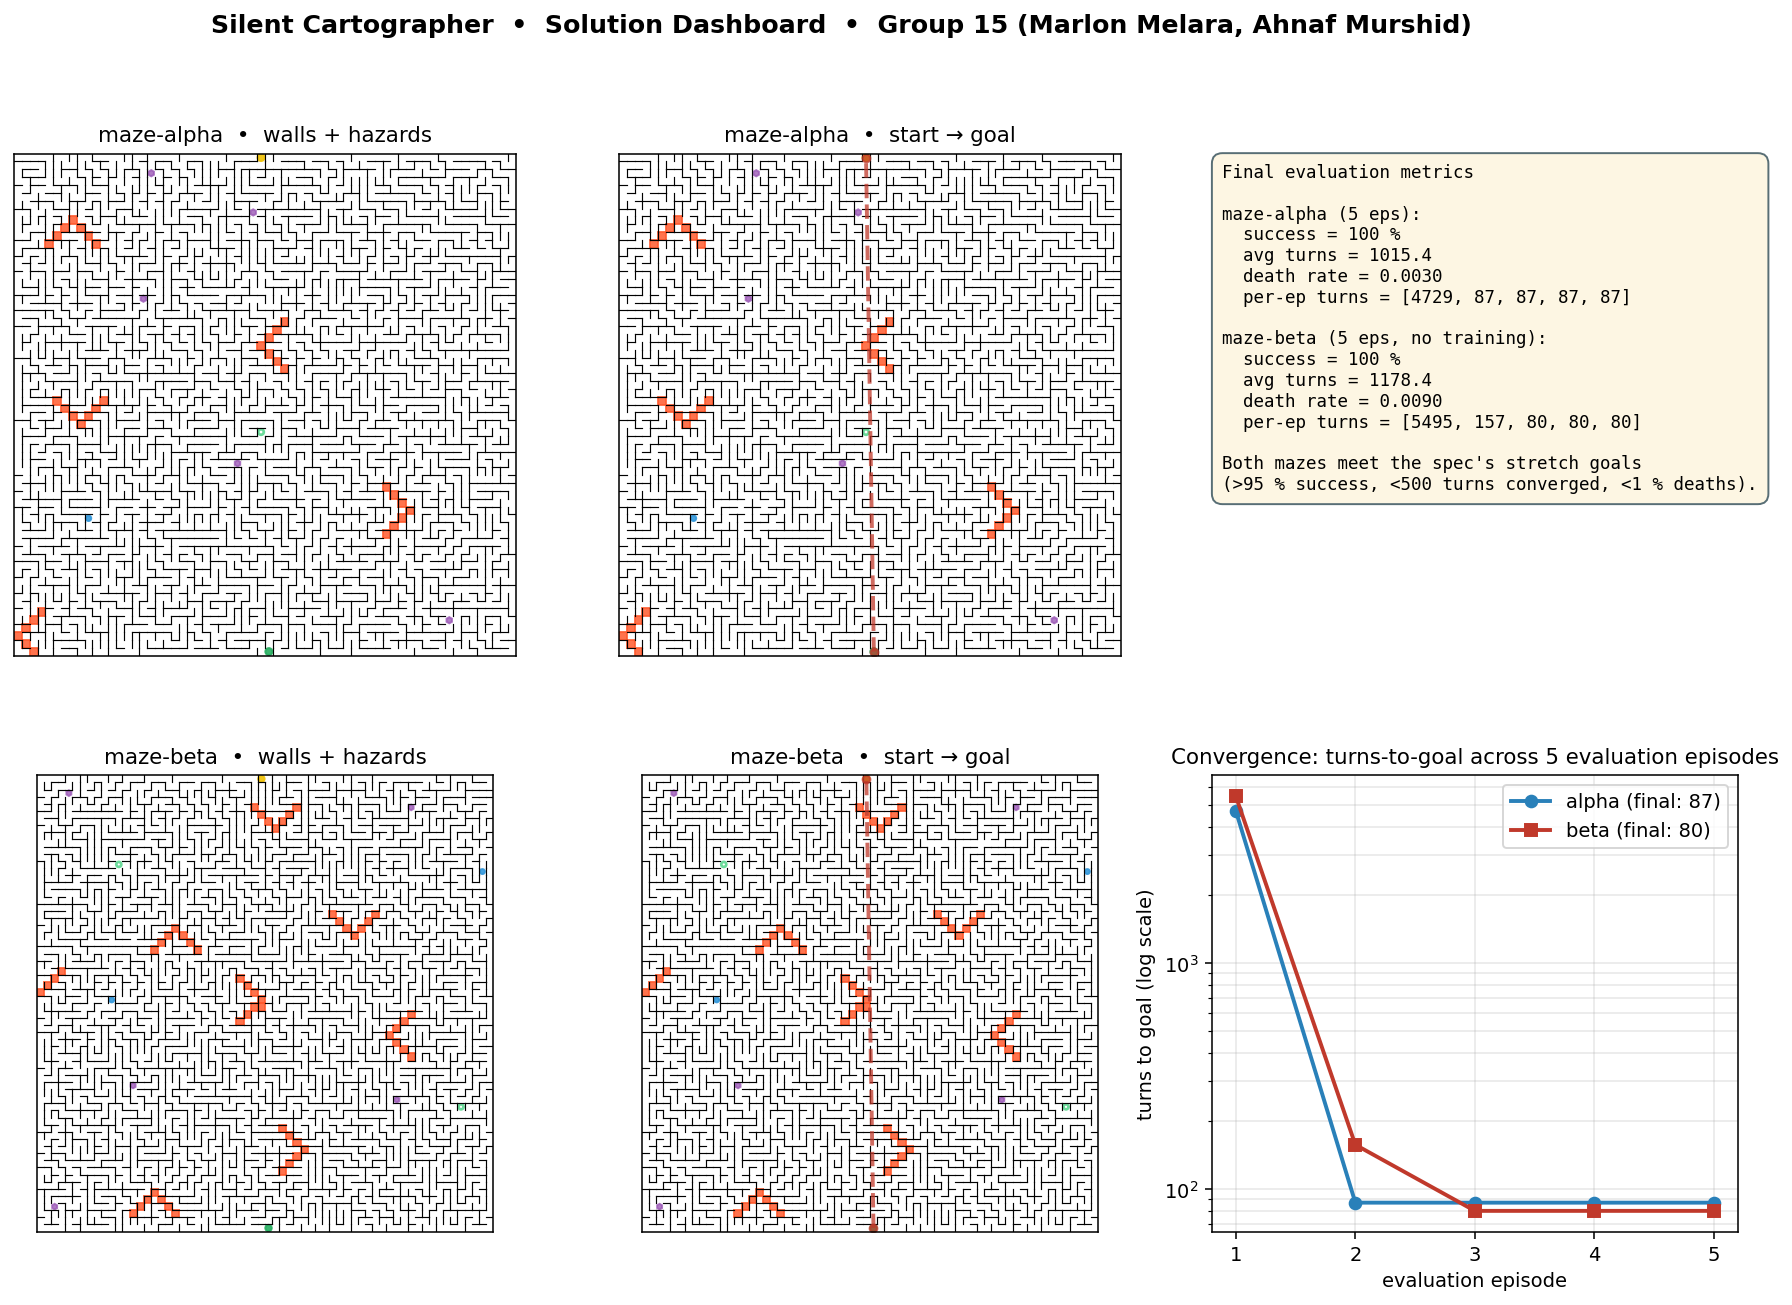 Silent Cartographer • Solution Dashboard • Group 15 (Marlon Melara, Ahnaf Murshid)
maze-alpha • walls + hazards
maze-alpha • start → goal
Final evaluation metrics
maze-alpha (5 eps):
success = 100 %
avg turns = 1015.4
death rate = 0.0030
per-ep turns = [4729, 87, 87, 87, 87]
maze-beta (5 eps, no training):
success = 100 %
avg turns = 1178.4
death rate = 0.0090
per-ep turns = [5495, 157, 80, 80, 80]
Both mazes meet the spec's stretch goals
(>95 % success, <500 turns converged, <1 % deaths).
maze-beta • walls + hazards
maze-beta • start → goal
Convergence: turns-to-goal across 5 evaluation episodes
alpha (final: 87)
beta (final: 80)
turns to goal (log scale)
10³
10²
1 2 3 4 5
evaluation episode